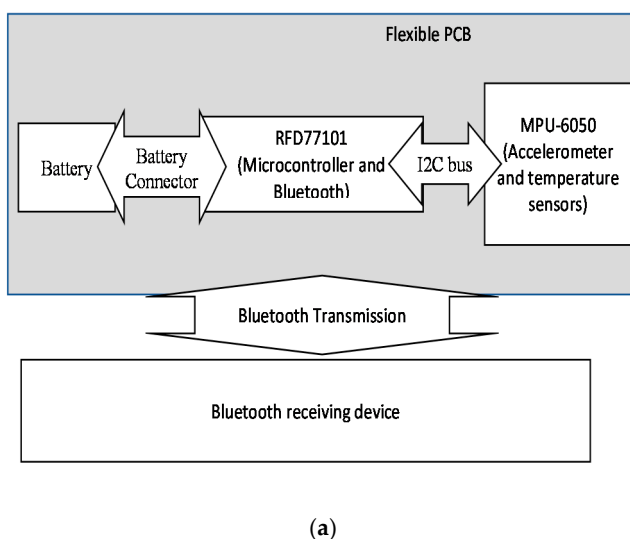 Flexible PCB
Battery
Battery
Connector
RFD77101
(Microcontroller and
Bluetooth)
I2C bus
MPU-6050
(Accelerometer
and temperature
sensors)
Bluetooth Transmission
Bluetooth receiving device
(a)